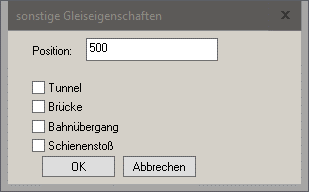 sonstige Gleiseigenschaften x
Position: 500
Tunnel
Brücke
Bahnübergang
Schienenstoß
OK Abbrechen